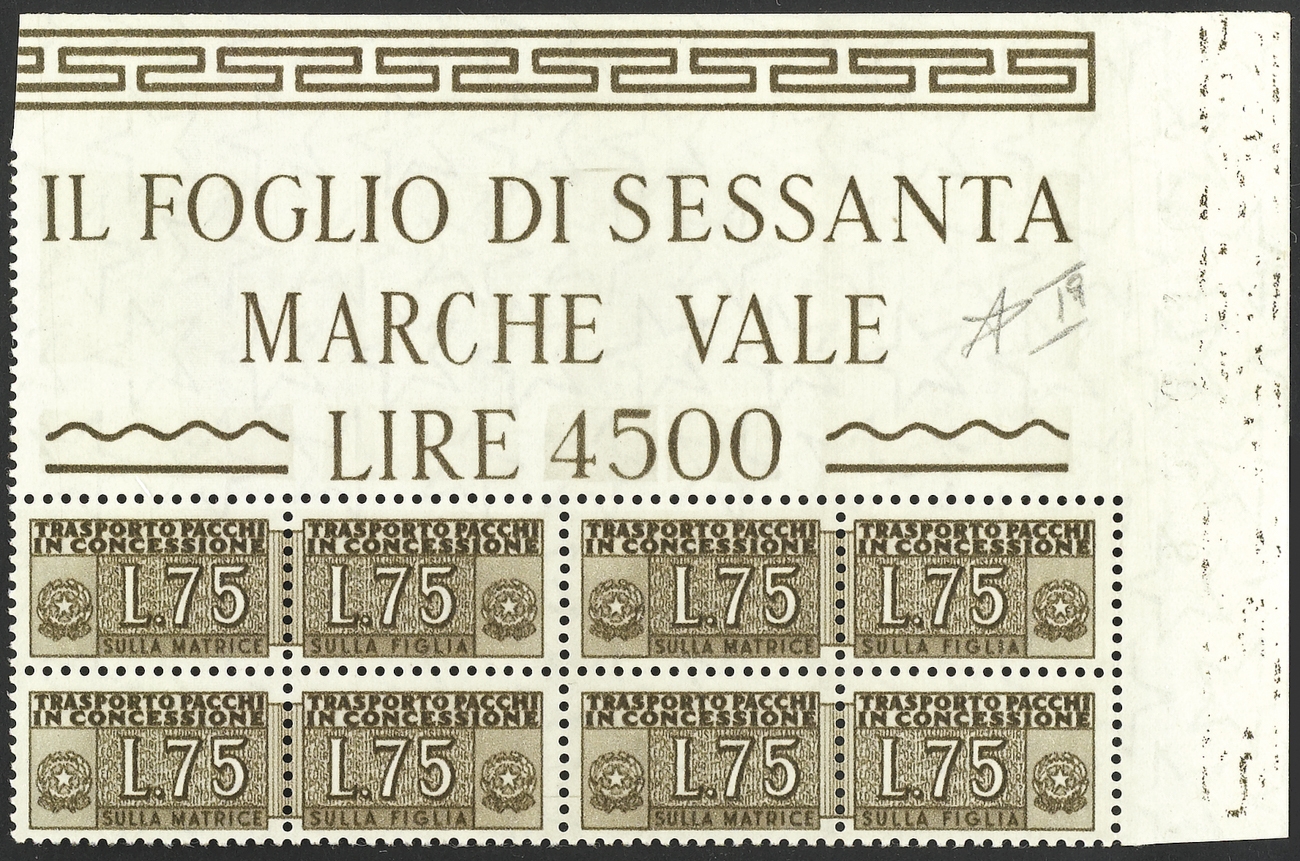 IL FOGLIO DI SESSANTA
MARCHE VALE
19
LIRE 4500
TRASPORTO PACCHI IN CONCESSIONE
L.75
SULLA MATRICE
TRASPORTO PACCHI IN CONCESSIONE
L.75
SULLA FIGLIA
TRASPORTO PACCHI IN CONCESSIONE
L.75
SULLA MATRICE
TRASPORTO PACCHI IN CONCESSIONE
L.75
SULLA FIGLIA
TRASPORTO PACCHI IN CONCESSIONE
L.75
SULLA MATRICE
TRASPORTO PACCHI IN CONCESSIONE
L.75
SULLA FIGLIA
TRASPORTO PACCHI IN CONCESSIONE
L.75
SULLA MATRICE
TRASPORTO PACCHI IN CONCESSIONE
L.75
SULLA FIGLIA